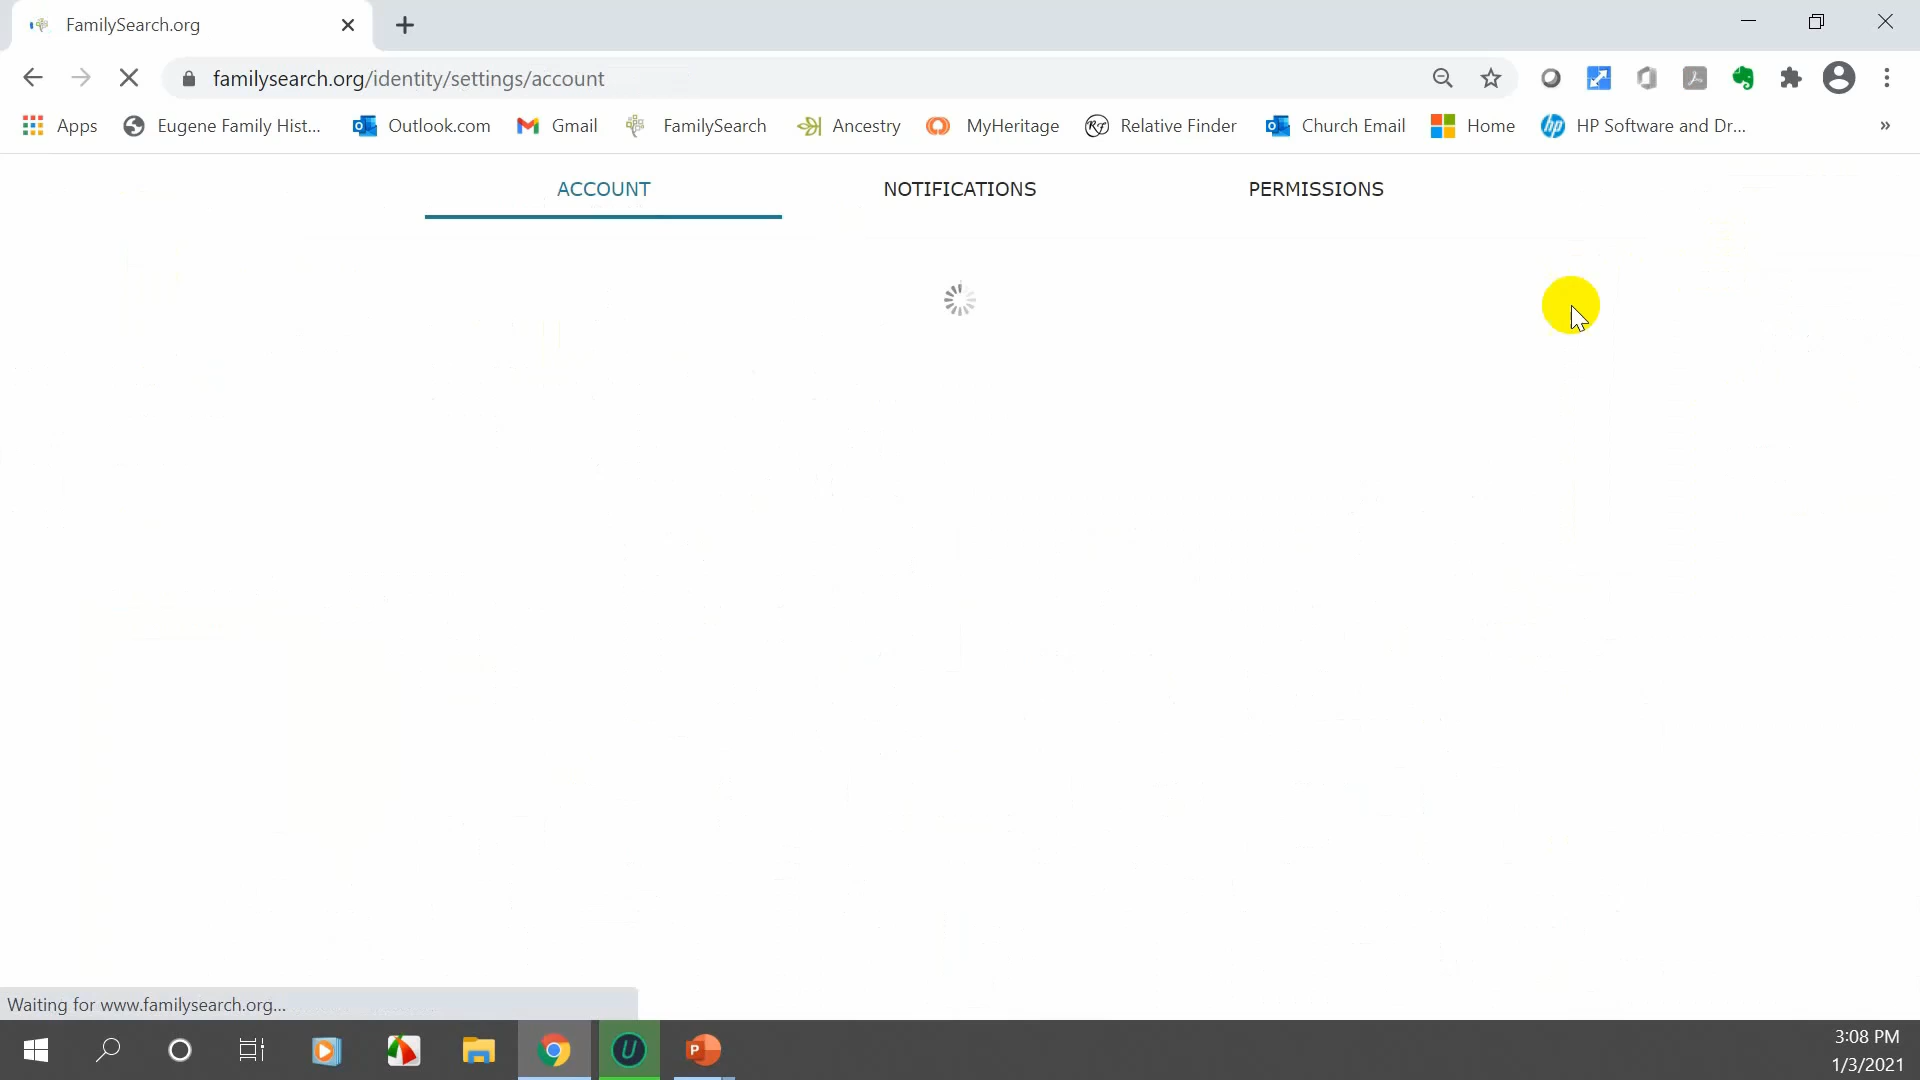 FamilySearch.org
familysearch.org/identity/settings/account
Apps Eugene Family Hist... Outlook.com Gmail FamilySearch Ancestry MyHeritage Relative Finder Church Email Home HP Software and Dr... »
ACCOUNT NOTIFICATIONS PERMISSIONS
Waiting for www.familysearch.org...
3:08 PM
1/3/2021